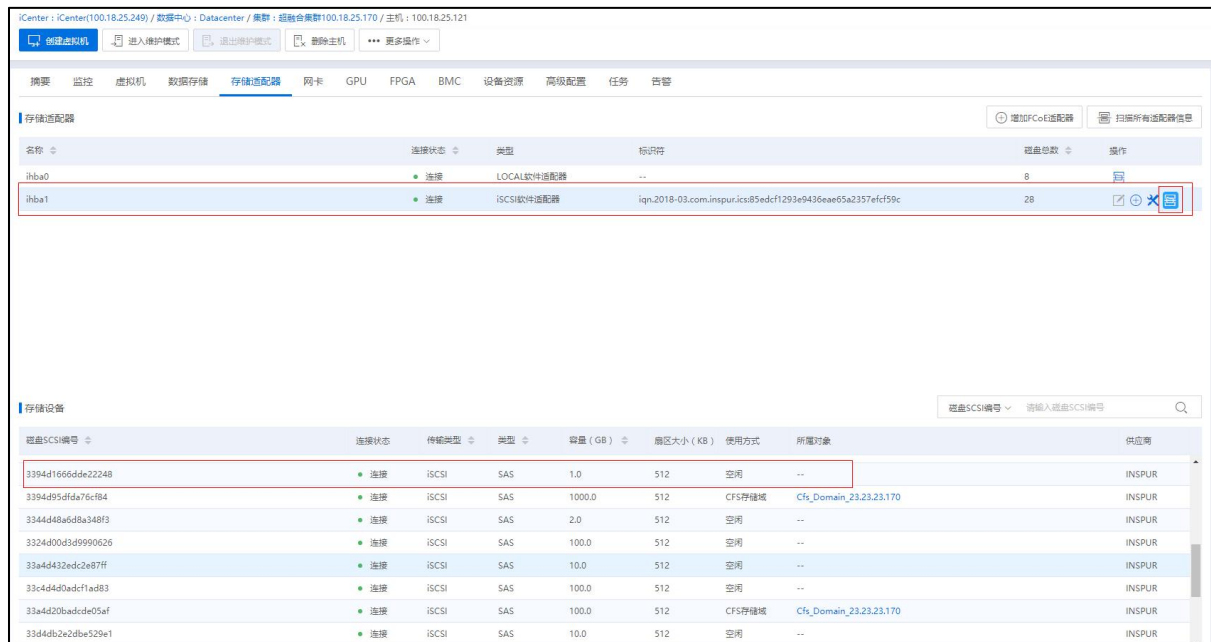 iCenter : iCenter(100.18.25.249) / 数据中心 : Datacenter / 集群 : 超融合集群100.18.25.170 / 主机 : 100.18.25.121
创建虚拟机 进入维护模式 退出维护模式 删除主机 ••• 更多操作
摘要 监控 虚拟机 数据存储 存储适配器 网卡 GPU FPGA BMC 设备资源 高级配置 任务 告警
存储适配器 增加FCoE适配器 扫描所有适配器信息
名称 连接状态 类型 标识符 磁盘总数 操作
ihba0 连接 LOCAL软件适配器 -- 8
ihba1 连接 iSCSI软件适配器 iqn.2018-03.com.inspur.ics:85edcf1293e9436eae65a2357efcf59c 28
存储设备 磁盘SCSI编号 请输入磁盘SCSI编号
磁盘SCSI编号 连接状态 传输类型 类型 容量 ( GB ) 扇区大小 ( KB ) 使用方式 所属对象 供应商
3394d1666dde22248 连接 iSCSI SAS 1.0 512 空闲 -- INSPUR
3394d95dfda76cf84 连接 iSCSI SAS 1000.0 512 CFS存储域 Cfs_Domain_23.23.23.170 INSPUR
3344d48a6d8a348f3 连接 iSCSI SAS 2.0 512 空闲 -- INSPUR
3324d00d3d9990626 连接 iSCSI SAS 100.0 512 空闲 -- INSPUR
33a4d432edc2e87ff 连接 iSCSI SAS 10.0 512 空闲 -- INSPUR
33c4d4d0adcf1ad83 连接 iSCSI SAS 100.0 512 空闲 -- INSPUR
33a4d20badcde05af 连接 iSCSI SAS 100.0 512 CFS存储域 Cfs_Domain_23.23.23.170 INSPUR
33d4db2e2dbe529e1 连接 iSCSI SAS 10.0 512 空闲 -- INSPUR